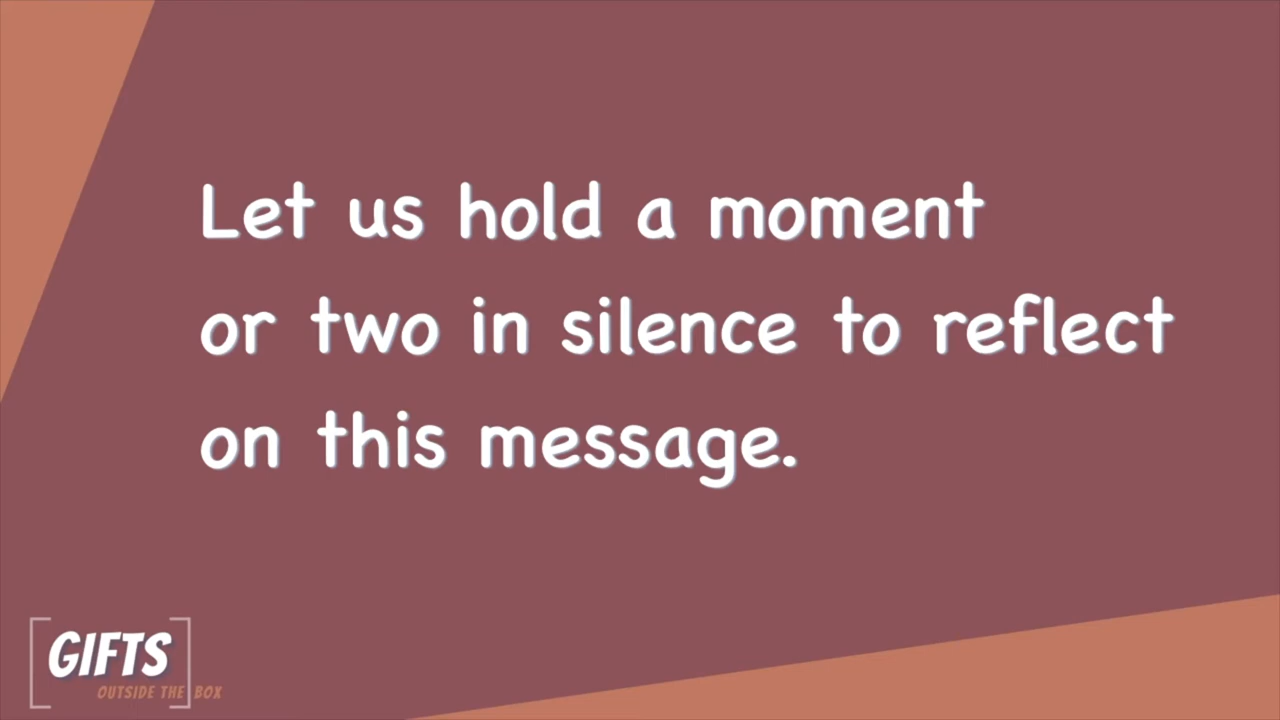 Let us hold a moment
or two in silence to reflect
on this message.
GIFTS
OUTSIDE THE BOX